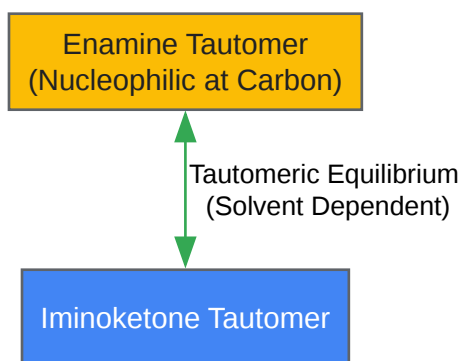 Enamine Tautomer
(Nucleophilic at Carbon)
Tautomeric Equilibrium
(Solvent Dependent)
Iminoketone Tautomer